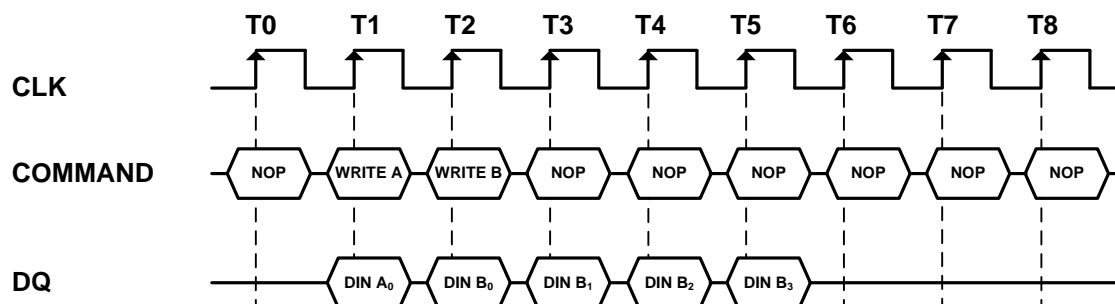 T0 T1 T2 T3 T4 T5 T6 T7 T8
CLK
COMMAND NOP WRITE A WRITE B NOP NOP NOP NOP NOP NOP
DQ DIN A₀ DIN B₀ DIN B₁ DIN B₂ DIN B₃